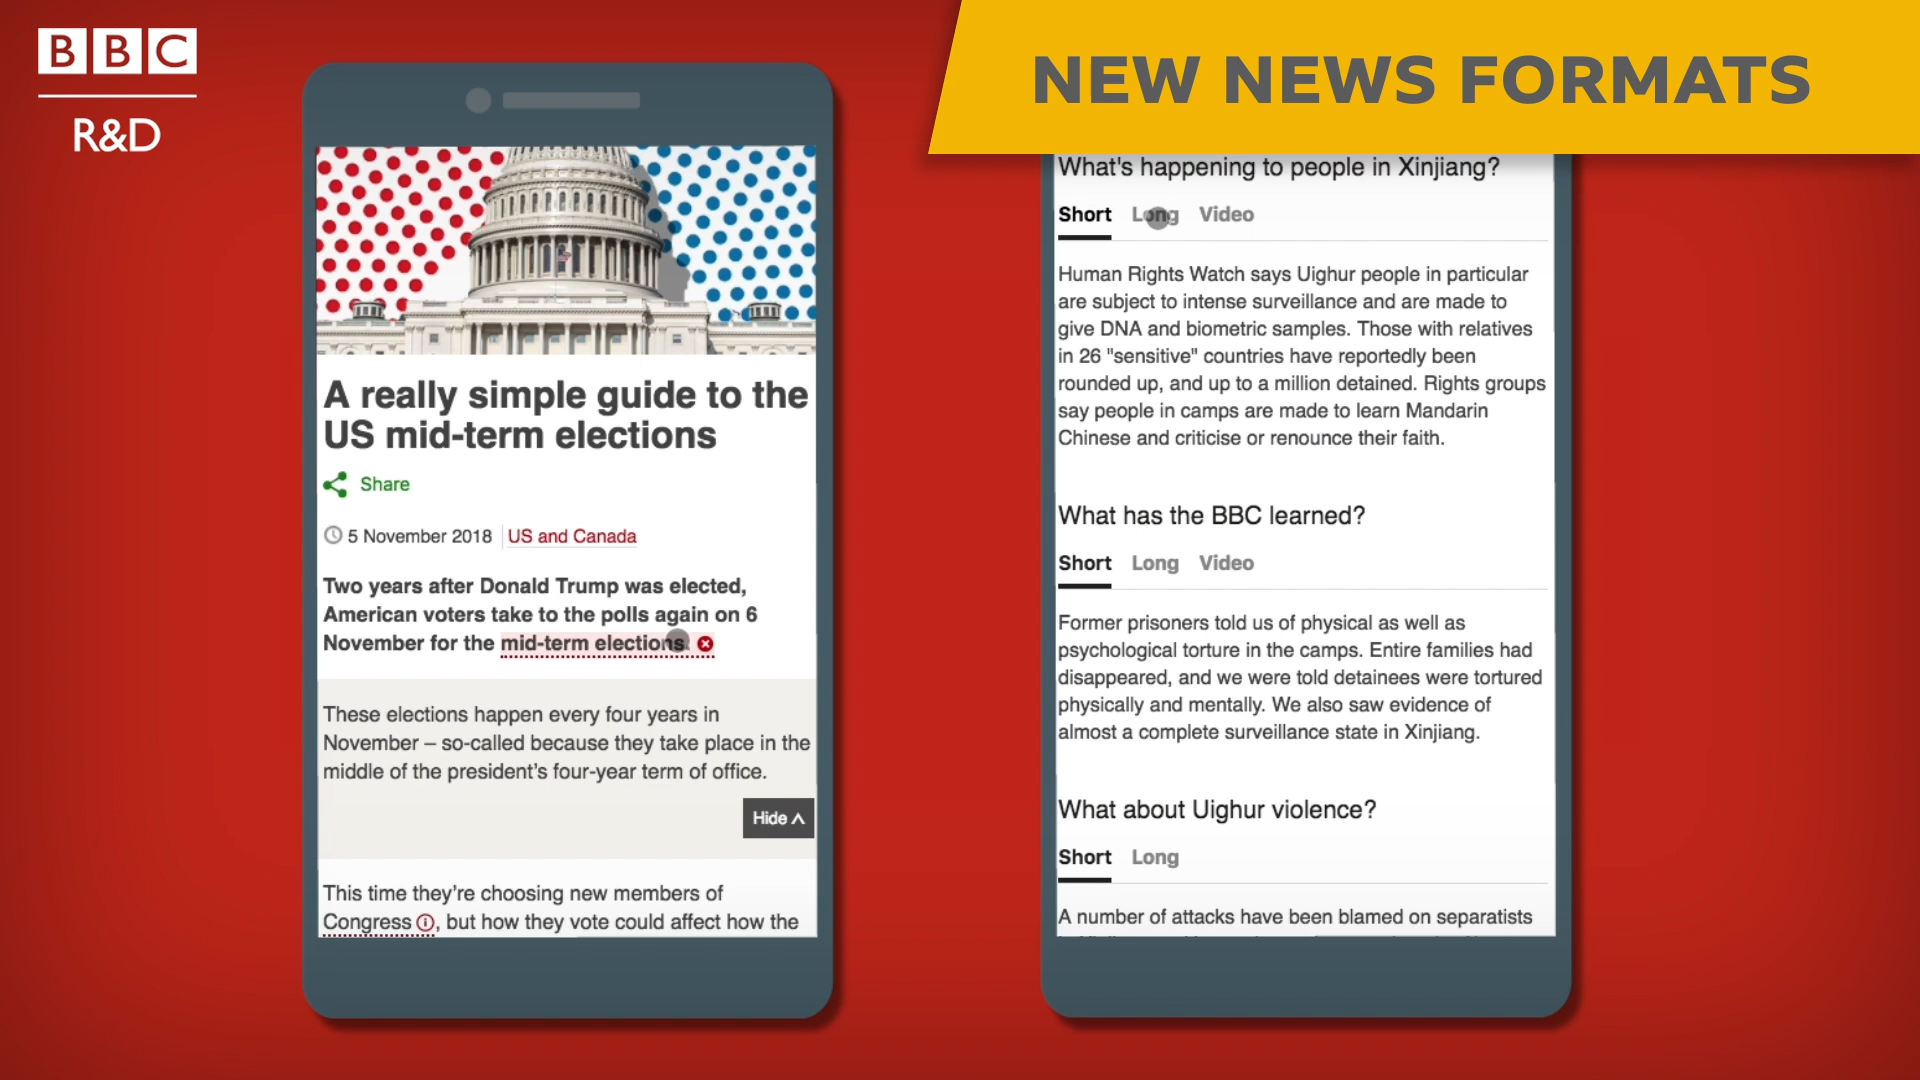 BBC
R&D
NEW NEWS FORMATS
A really simple guide to the
US mid-term elections
Share
5 November 2018 US and Canada
Two years after Donald Trump was elected,
American voters take to the polls again on 6
November for the mid-term elections.
These elections happen every four years in
November – so-called because they take place in the
middle of the president’s four-year term of office.
Hide
This time they’re choosing new members of
Congress, but how they vote could affect how the
What's happening to people in Xinjiang?
Short Long Video
Human Rights Watch says Uighur people in particular
are subject to intense surveillance and are made to
give DNA and biometric samples. Those with relatives
in 26 "sensitive" countries have reportedly been
rounded up, and up to a million detained. Rights groups
say people in camps are made to learn Mandarin
Chinese and criticise or renounce their faith.
What has the BBC learned?
Short Long Video
Former prisoners told us of physical as well as
psychological torture in the camps. Entire families had
disappeared, and we were told detainees were tortured
physically and mentally. We also saw evidence of
almost a complete surveillance state in Xinjiang.
What about Uighur violence?
Short Long
A number of attacks have been blamed on separatists